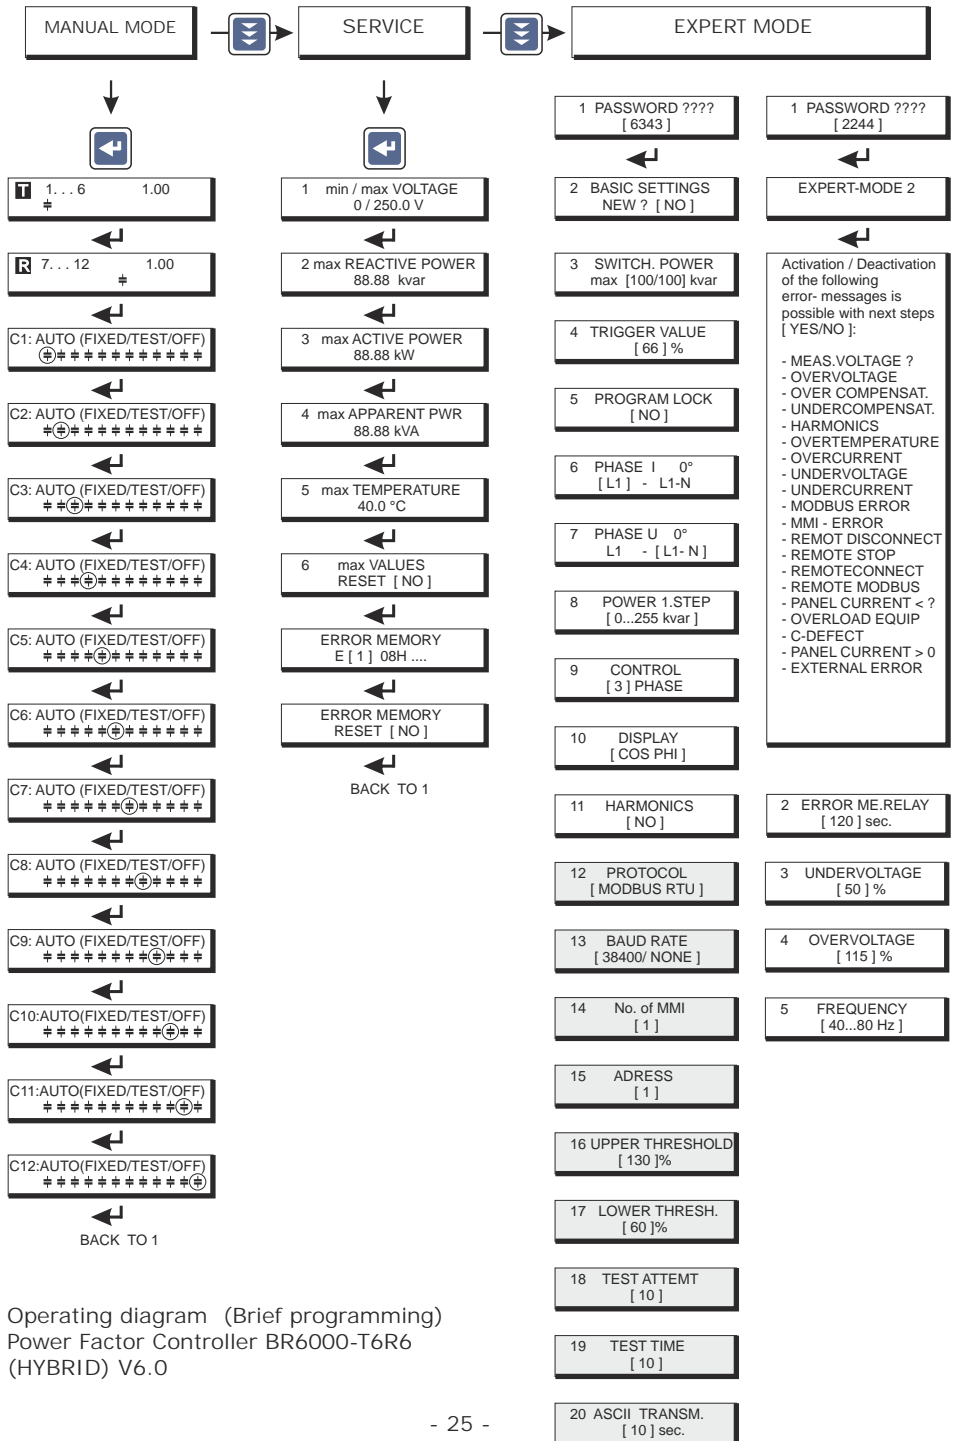 MANUAL MODE
SERVICE
EXPERT MODE
T 1. . . 6 1.00
R 7. . . 12 1.00
C1: AUTO (FIXED/TEST/OFF)
C2: AUTO (FIXED/TEST/OFF)
C3: AUTO (FIXED/TEST/OFF)
C4: AUTO (FIXED/TEST/OFF)
C5: AUTO (FIXED/TEST/OFF)
C6: AUTO (FIXED/TEST/OFF)
C7: AUTO (FIXED/TEST/OFF)
C8: AUTO (FIXED/TEST/OFF)
C9: AUTO (FIXED/TEST/OFF)
C10:AUTO(FIXED/TEST/OFF)
C11:AUTO(FIXED/TEST/OFF)
C12:AUTO(FIXED/TEST/OFF)
BACK TO 1
1 min / max VOLTAGE
0 / 250.0 V
2 max REACTIVE POWER
88.88 kvar
3 max ACTIVE POWER
88.88 kW
4 max APPARENT PWR
88.88 kVA
5 max TEMPERATURE
40.0 °C
6 max VALUES
RESET [ NO ]
ERROR MEMORY
E [ 1 ] 08H ....
ERROR MEMORY
RESET [ NO ]
BACK TO 1
1 PASSWORD ????
[ 6343 ]
2 BASIC SETTINGS
NEW ? [ NO ]
3 SWITCH. POWER
max [100/100] kvar
4 TRIGGER VALUE
[ 66 ] %
5 PROGRAM LOCK
[ NO ]
6 PHASE I 0°
[ L1 ] - L1-N
7 PHASE U 0°
L1 - [ L1- N ]
8 POWER 1.STEP
[ 0...255 kvar ]
9 CONTROL
[ 3 ] PHASE
10 DISPLAY
[ COS PHI ]
11 HARMONICS
[ NO ]
12 PROTOCOL
[ MODBUS RTU ]
13 BAUD RATE
[ 38400/ NONE ]
14 No. of MMI
[ 1 ]
15 ADRESS
[ 1 ]
16 UPPER THRESHOLD
[ 130 ]%
17 LOWER THRESH.
[ 60 ]%
18 TEST ATTEMT
[ 10 ]
19 TEST TIME
[ 10 ]
20 ASCII TRANSM.
[ 10 ] sec.
1 PASSWORD ????
[ 2244 ]
EXPERT-MODE 2
Activation / Deactivation
of the following
error- messages is
possible with next steps
[ YES/NO ]:
- MEAS.VOLTAGE ?
- OVERVOLTAGE
- OVER COMPENSAT.
- UNDERCOMPENSAT.
- HARMONICS
- OVERTEMPERATURE
- OVERCURRENT
- UNDERVOLTAGE
- UNDERCURRENT
- MODBUS ERROR
- MMI - ERROR
- REMOT DISCONNECT
- REMOTE STOP
- REMOTECONNECT
- REMOTE MODBUS
- PANEL CURRENT < ?
- OVERLOAD EQUIP
- C-DEFECT
- PANEL CURRENT > 0
- EXTERNAL ERROR
2 ERROR ME.RELAY
[ 120 ] sec.
3 UNDERVOLTAGE
[ 50 ] %
4 OVERVOLTAGE
[ 115 ] %
5 FREQUENCY
[ 40...80 Hz ]
Operating diagram (Brief programming)
Power Factor Controller BR6000-T6R6
(HYBRID) V6.0
- 25 -